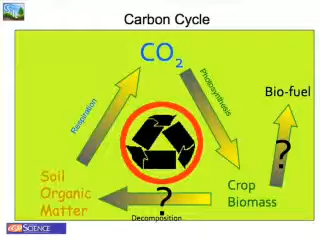 Carbon Cycle
CO2
Respiration
Photosynthesis
Bio-fuel
?
Soil
Organic
Matter
?
Decomposition
Crop
Biomass
SCIENCE